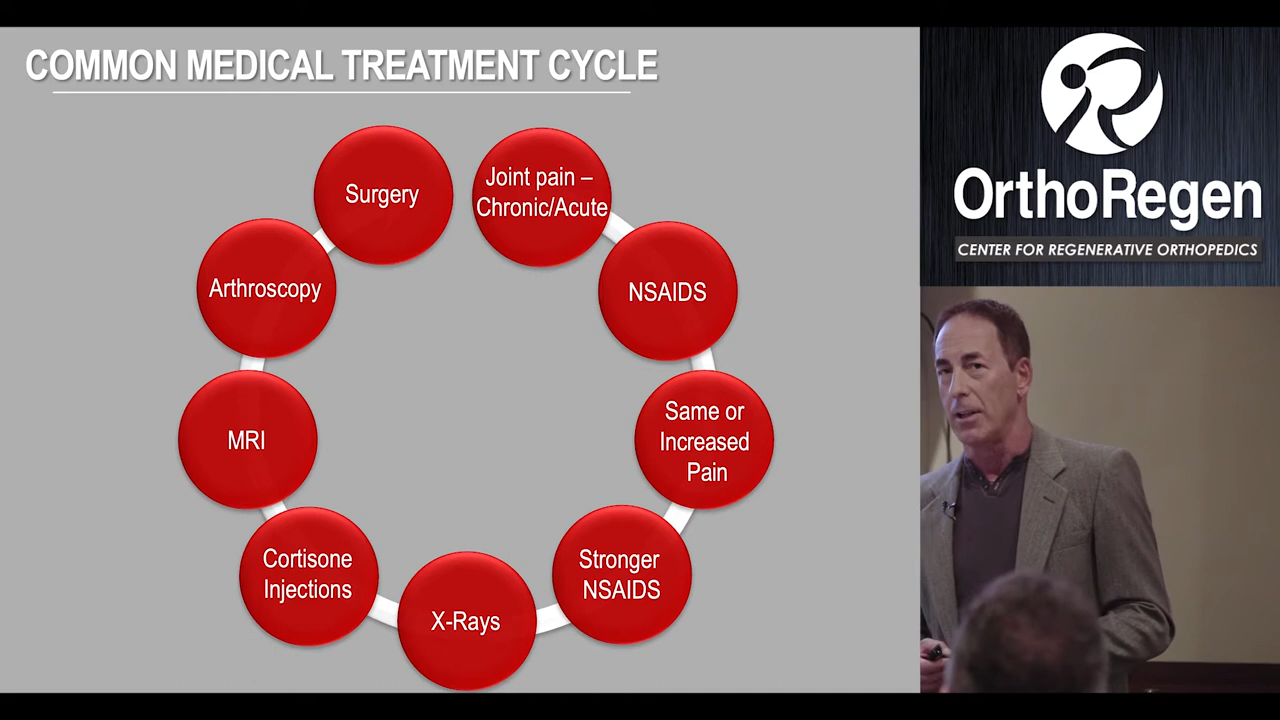 COMMON MEDICAL TREATMENT CYCLE
Joint pain –
Chronic/Acute
NSAIDS
Same or
Increased
Pain
Stronger
NSAIDS
X-Rays
Cortisone
Injections
MRI
Arthroscopy
Surgery
OrthoRegen
CENTER FOR REGENERATIVE ORTHOPEDICS